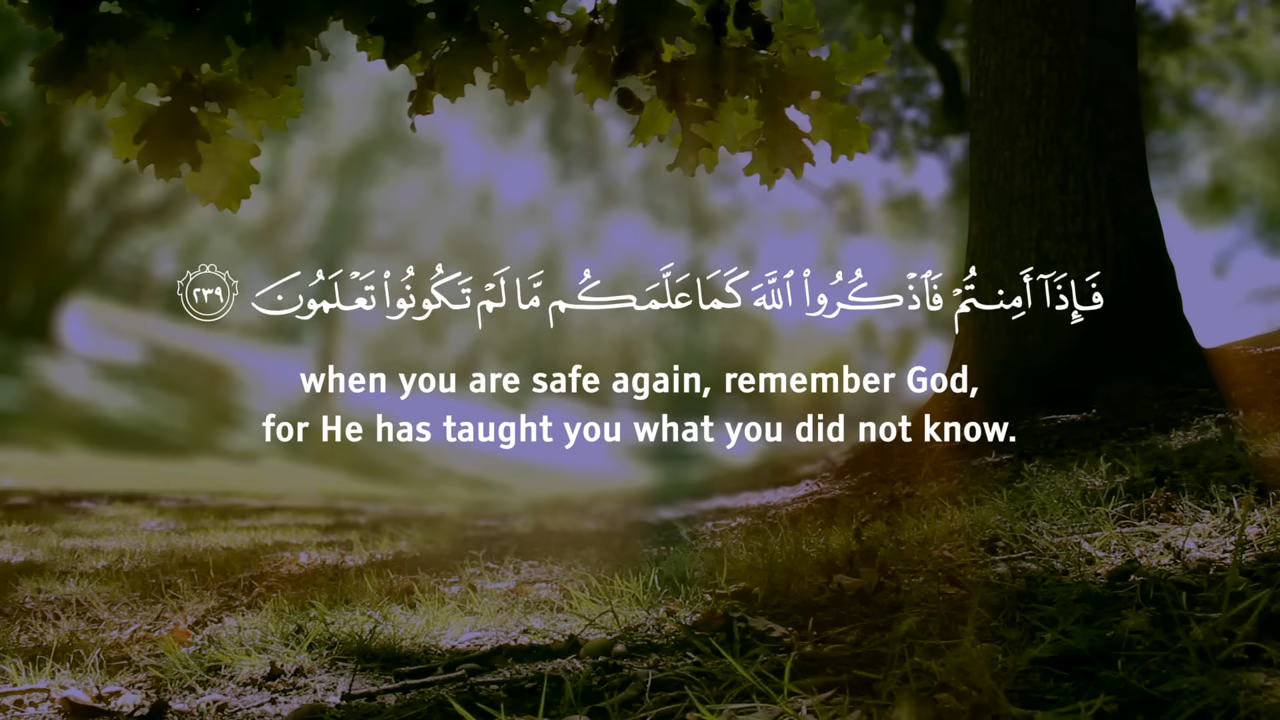 فَإِذَآ أَمِنتُمْ فَٱذْكُرُوا۟ ٱللَّهَ كَمَا عَلَّمَكُم مَّا لَمْ تَكُونُوا۟ تَعْلَمُونَ ٢٣٩
when you are safe again, remember God,
for He has taught you what you did not know.